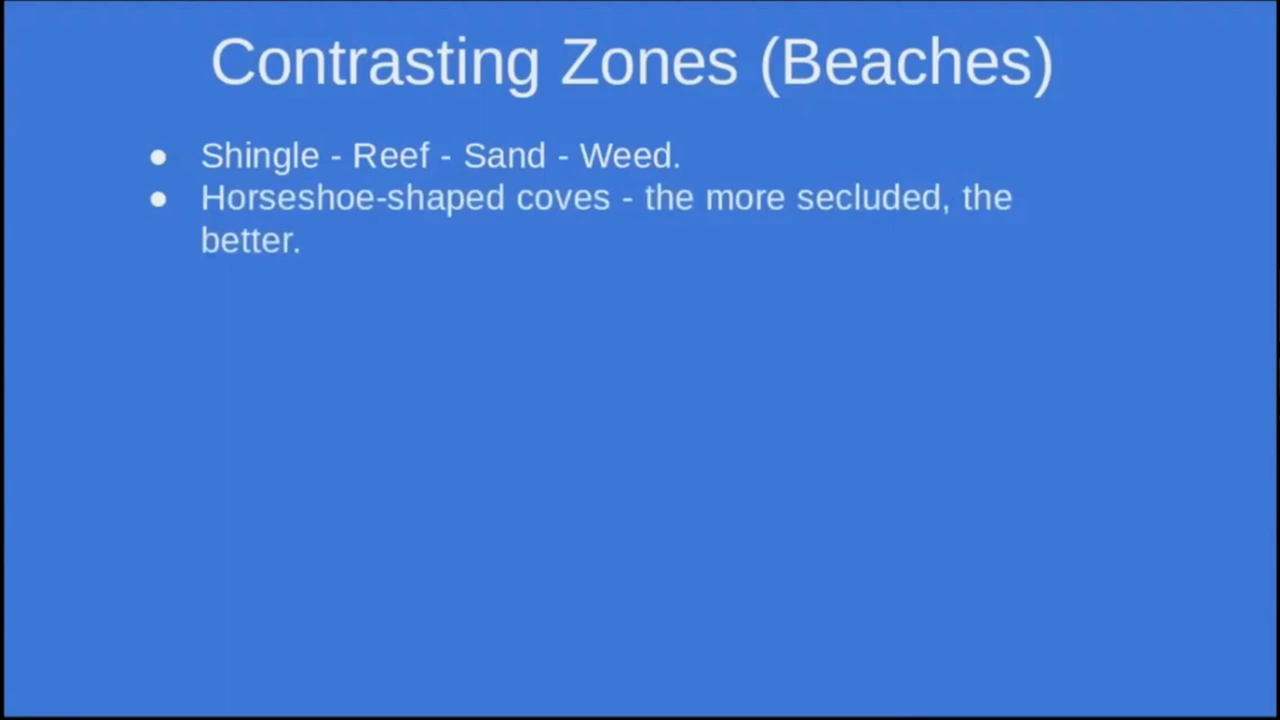 Contrasting Zones (Beaches)
● Shingle - Reef - Sand - Weed.
● Horseshoe-shaped coves - the more secluded, the
better.